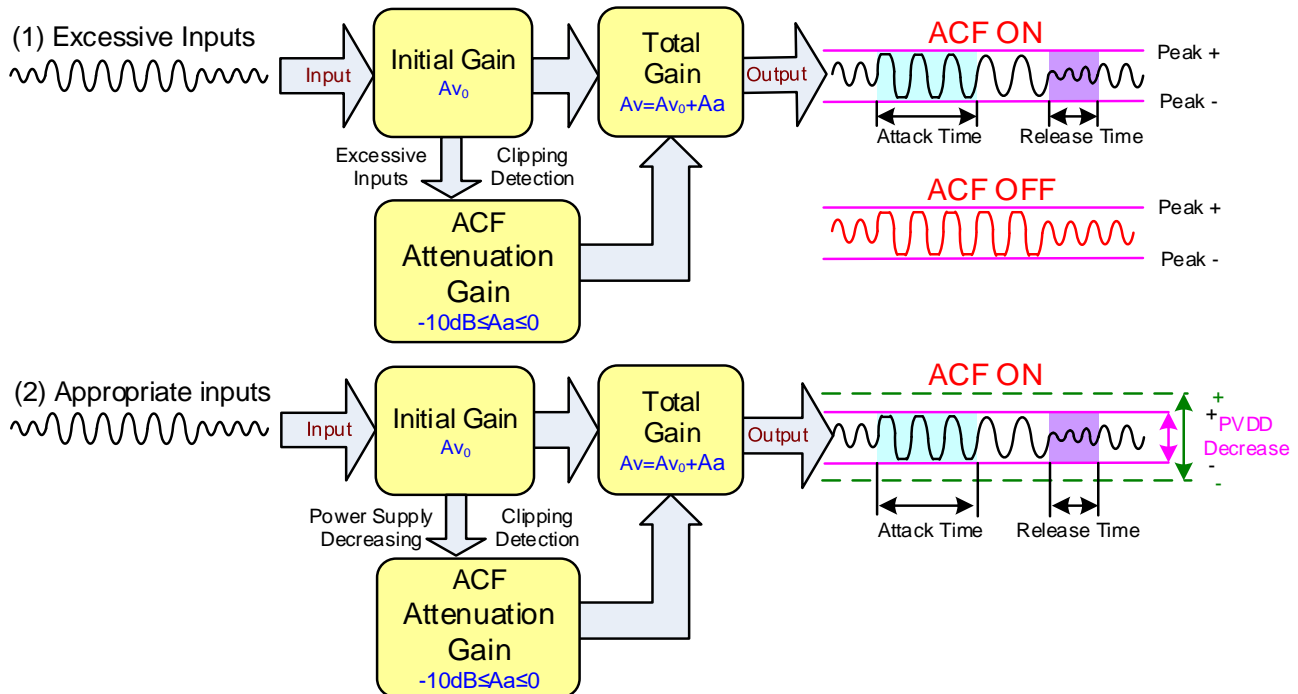 (1) Excessive Inputs
Input
Initial Gain
Av₀
Total
Gain
Av=Av₀+Aa
Output
ACF ON
Peak +
Peak -
Attack Time
Release Time
Excessive
Inputs
Clipping
Detection
ACF
Attenuation
Gain
-10dB≤Aa≤0
ACF OFF
Peak +
Peak -
(2) Appropriate inputs
Input
Initial Gain
Av₀
Total
Gain
Av=Av₀+Aa
Output
ACF ON
+
+
PVDD
Decrease
-
-
Attack Time
Release Time
Power Supply
Decreasing
Clipping
Detection
ACF
Attenuation
Gain
-10dB≤Aa≤0